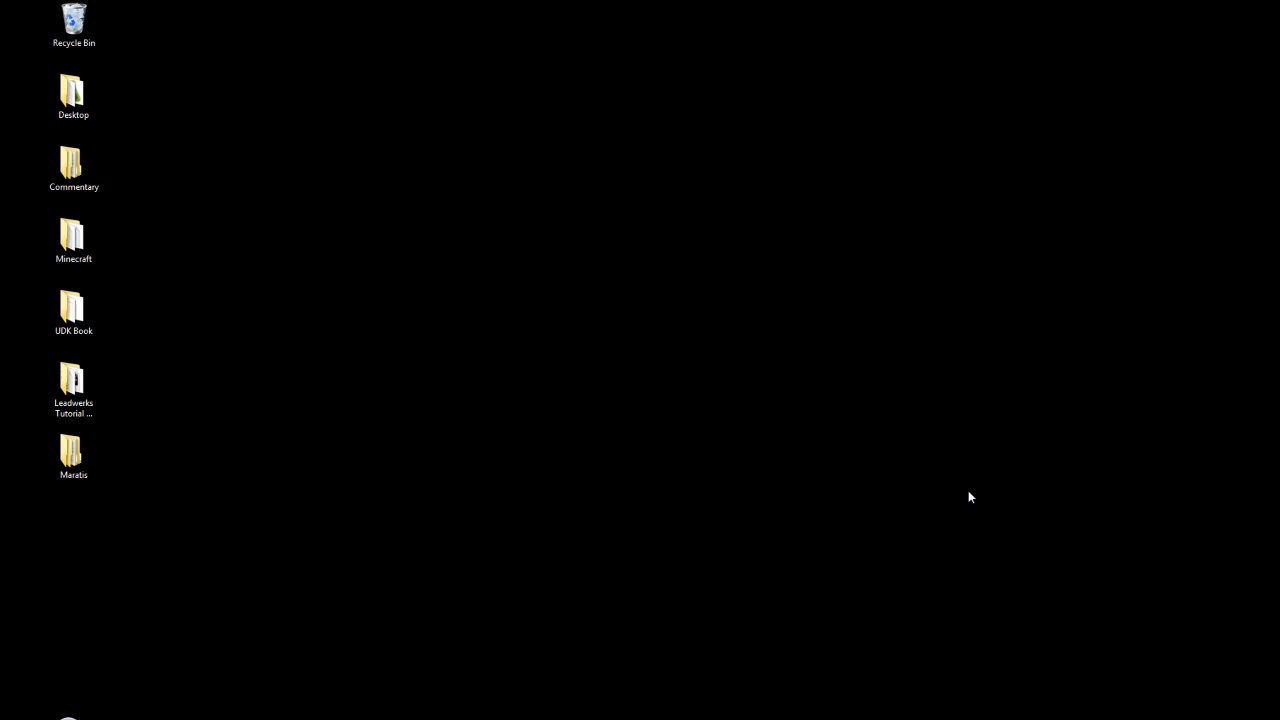 Recycle Bin
Desktop
Commentary
Minecraft
UDK Book
Leadwerks
Tutorial ...
Maratis